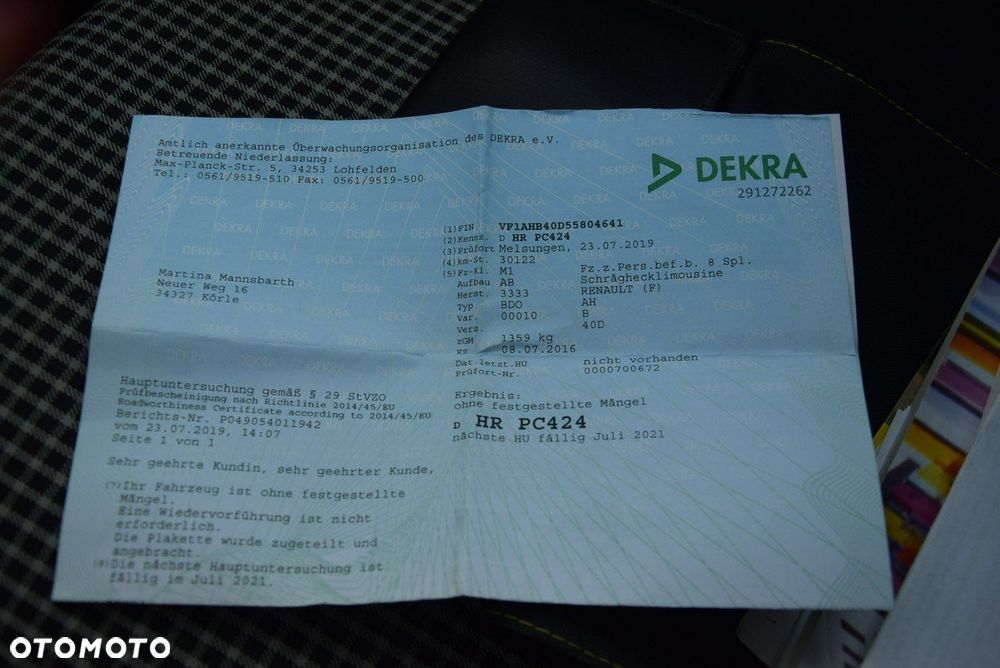 Amtlich anerkannte Überwachungsorganisation des DEKRA e.V.
Betreuende Niederlassung:
Max-Planck-Str. 5, 34253 Lohfelden
Tel.: 0561/9519-510 Fax: 0561/9519-500
DEKRA
291272262
(1) FIN VF1AHB40D55804641
(2) Kennz. D HR PC424
(3) Prüfort Melsungen, 23.07.2019
(4) km-St. 30122
(5) Fz-Kl. M1 Fz.z.Pers.bef.b. 8 Spl.
Aufbau AB Schräghecklimousine
Herst. 3333 RENAULT (F)
Typ BDO AH
Var. 00010 B
Vers. 40D
zGM 1359 kg
EZ 08.07.2016
Dat.letzt.HU nicht vorhanden
Prüfort-Nr. 0000700672
Martina Mannsbarth
Neuer Weg 16
34327 Körle
Hauptuntersuchung gemäß § 29 StVZO
Prüfbescheinigung nach Richtlinie 2014/45/EU
Roadworthiness Certificate according to 2014/45/EU
Berichts-Nr. P049054011942
vom 23.07.2019, 14:07
Seite 1 von 1
Ergebnis:
ohne festgestellte Mängel
D HR PC424
nächste HU fällig Juli 2021
Sehr geehrte Kundin, sehr geehrter Kunde,
(7) Ihr Fahrzeug ist ohne festgestellte
Mängel.
Eine Wiedervorführung ist nicht
erforderlich.
Die Plakette wurde zugeteilt und
angebracht.
(8) Die nächste Hauptuntersuchung ist
fällig im Juli 2021.
OTOMOTO